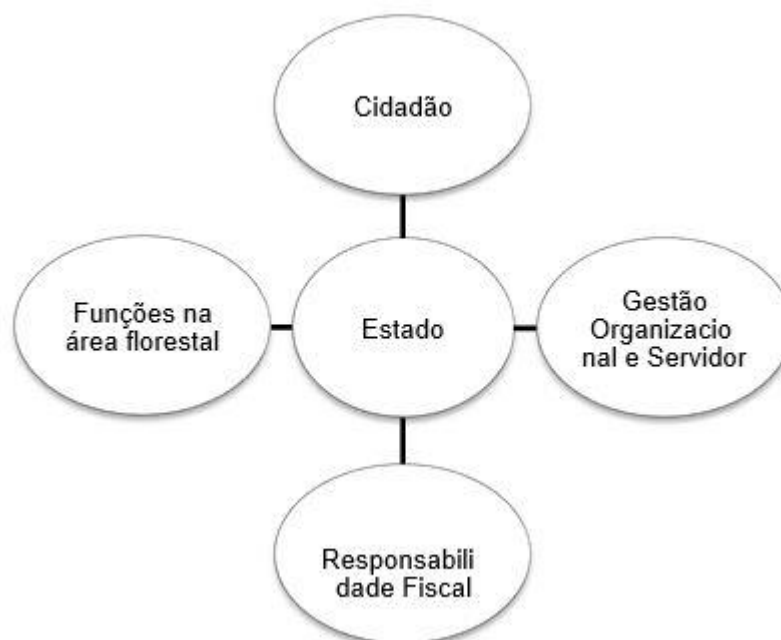 Cidadão
Funções na
área florestal
Estado
Gestão
Organizacio
nal e Servidor
Responsabili
dade Fiscal